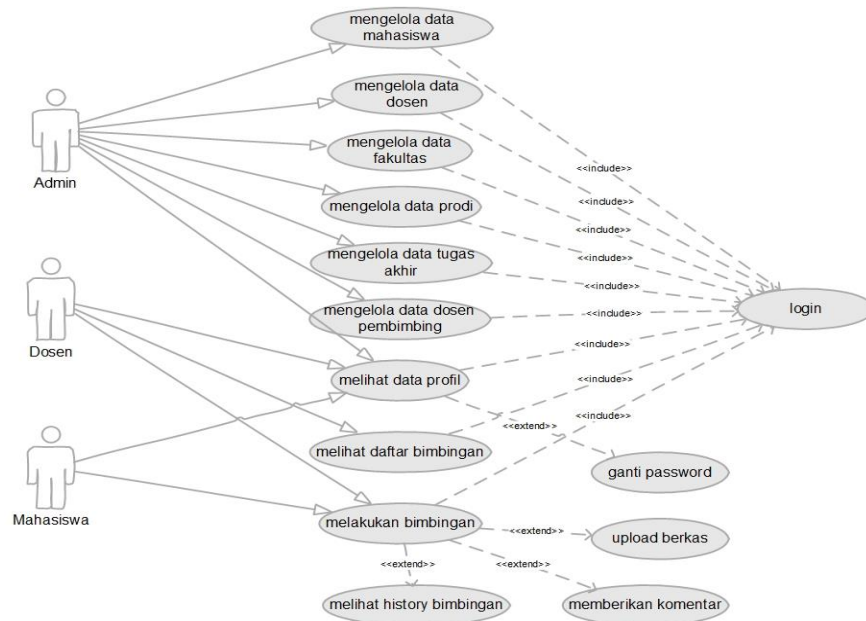 mengelola data
mahasiswa
mengelola data
dosen
mengelola data
fakultas
Admin
<<include>>
mengelola data prodi
<<include>>
<<include>>
mengelola data tugas
akhir
<<include>>
<<include>>
mengelola data dosen
pembimbing
<<include>>
login
Dosen
<<include>>
melihat data profil
<<include>>
<<include>>
<<extend>>
melihat daftar bimbingan
ganti password
Mahasiswa
melakukan bimbingan
<<extend>>
upload berkas
<<extend>>
<<extend>>
melihat history bimbingan
memberikan komentar